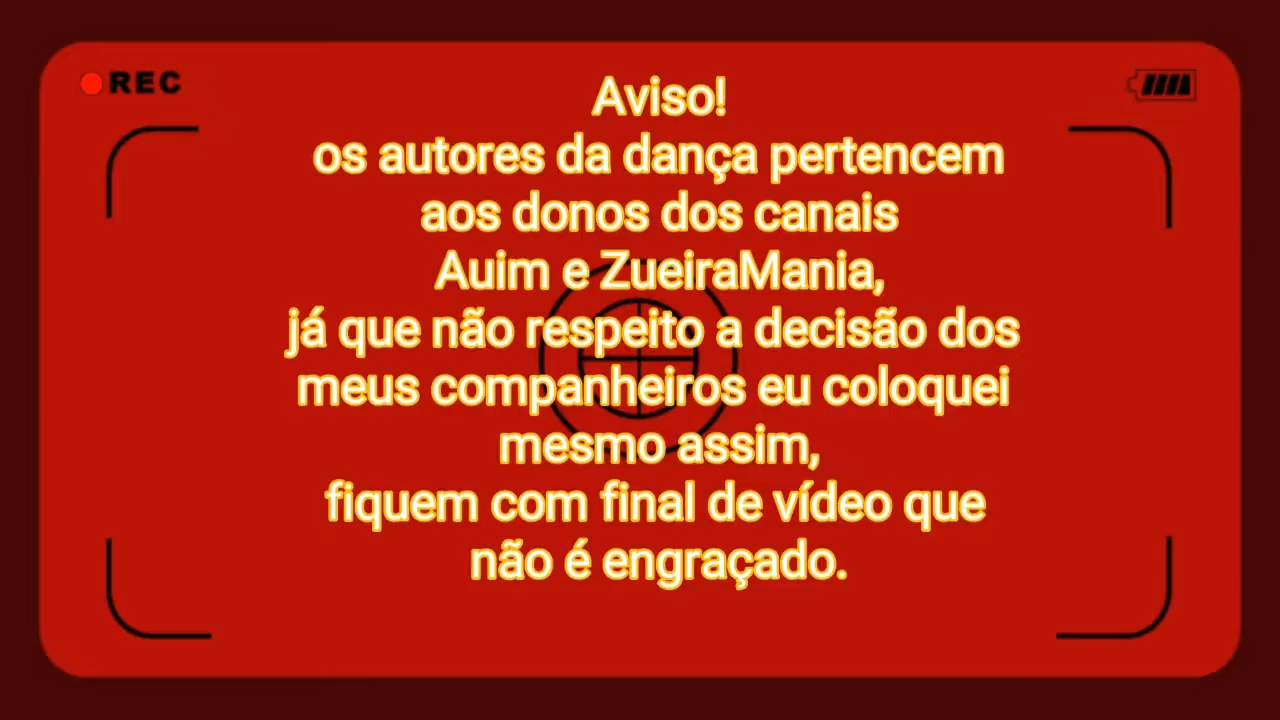 REC
Aviso!
os autores da dança pertencem
aos donos dos canais
Auim e ZueiraMania,
já que não respeito a decisão dos
meus companheiros eu coloquei
mesmo assim,
fiquem com final de vídeo que
não é engraçado.